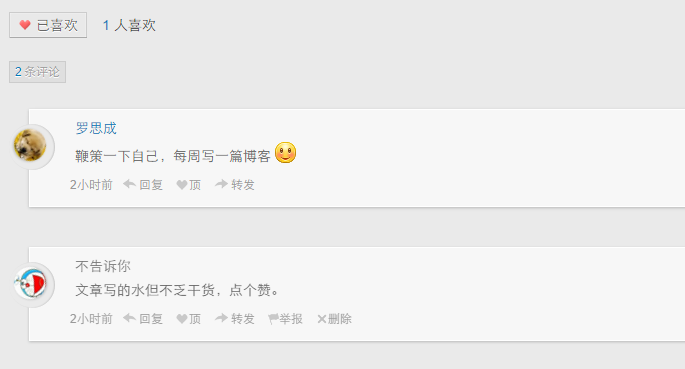 已喜欢 1 人喜欢
2 条评论
罗思成
鞭策一下自己，每周写一篇博客
2小时前 回复 顶 转发
不告诉你
文章写的水但不乏干货，点个赞。
2小时前 回复 顶 转发 举报 删除